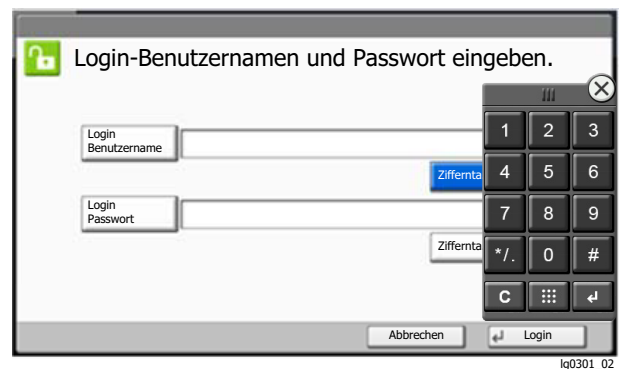 Login-Benutzernamen und Passwort eingeben.
Login
Benutzername
Ziffernta
Login
Passwort
Ziffernta
1 2 3
4 5 6
7 8 9
*/. 0 #
C
Abbrechen
Login
lg0301_02